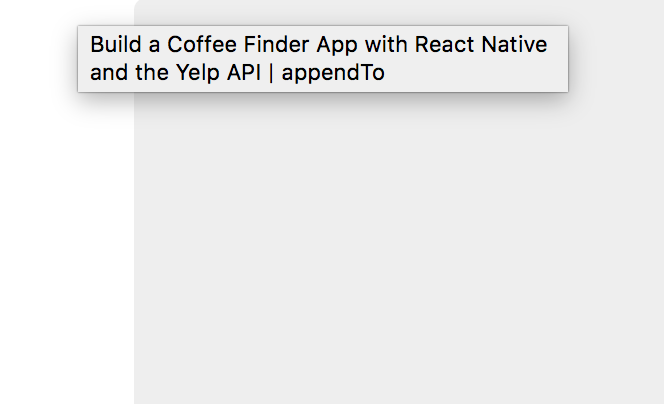 Build a Coffee Finder App with React Native
and the Yelp API | appendTo